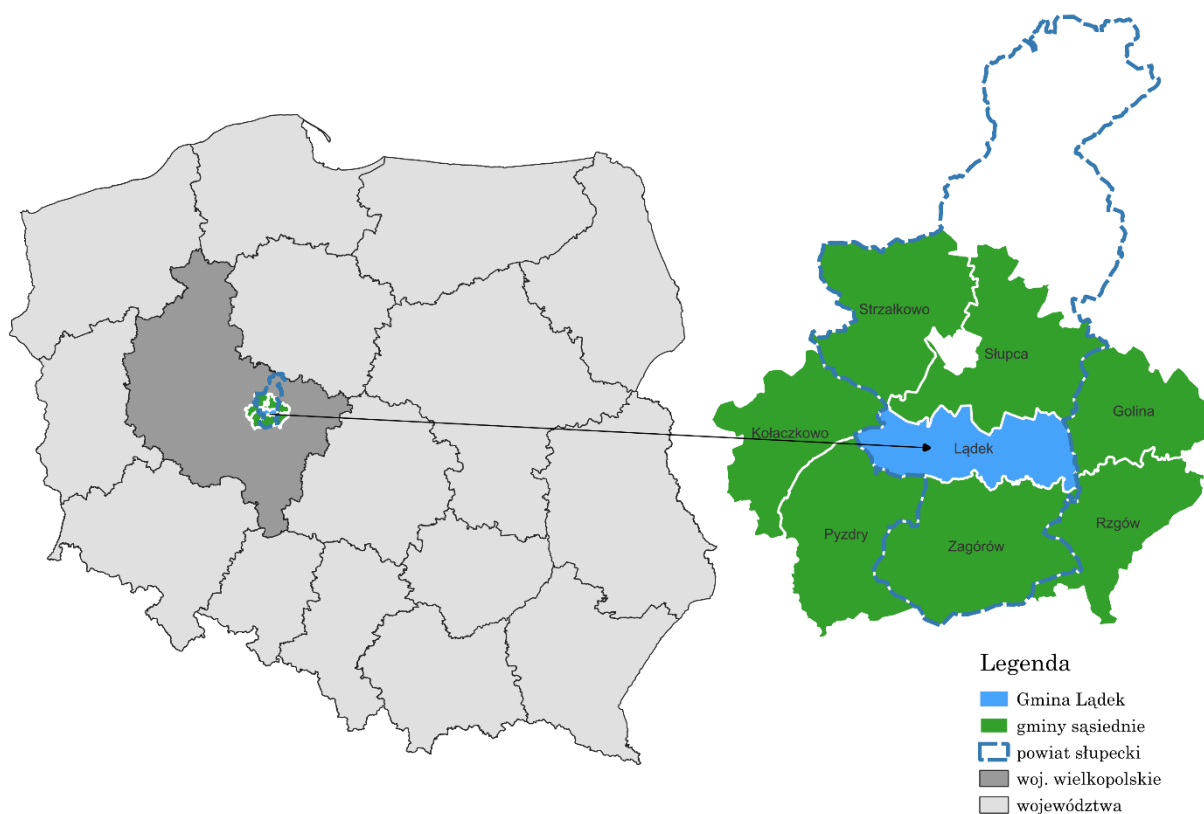 Strzałkowo
Słupca
Golina
Kołaczkowo
Lądek
Pyzdry
Zagórów
Rzgów
Legenda
Gmina Lądek
gminy sąsiednie
powiat słupecki
woj. wielkopolskie
województwa